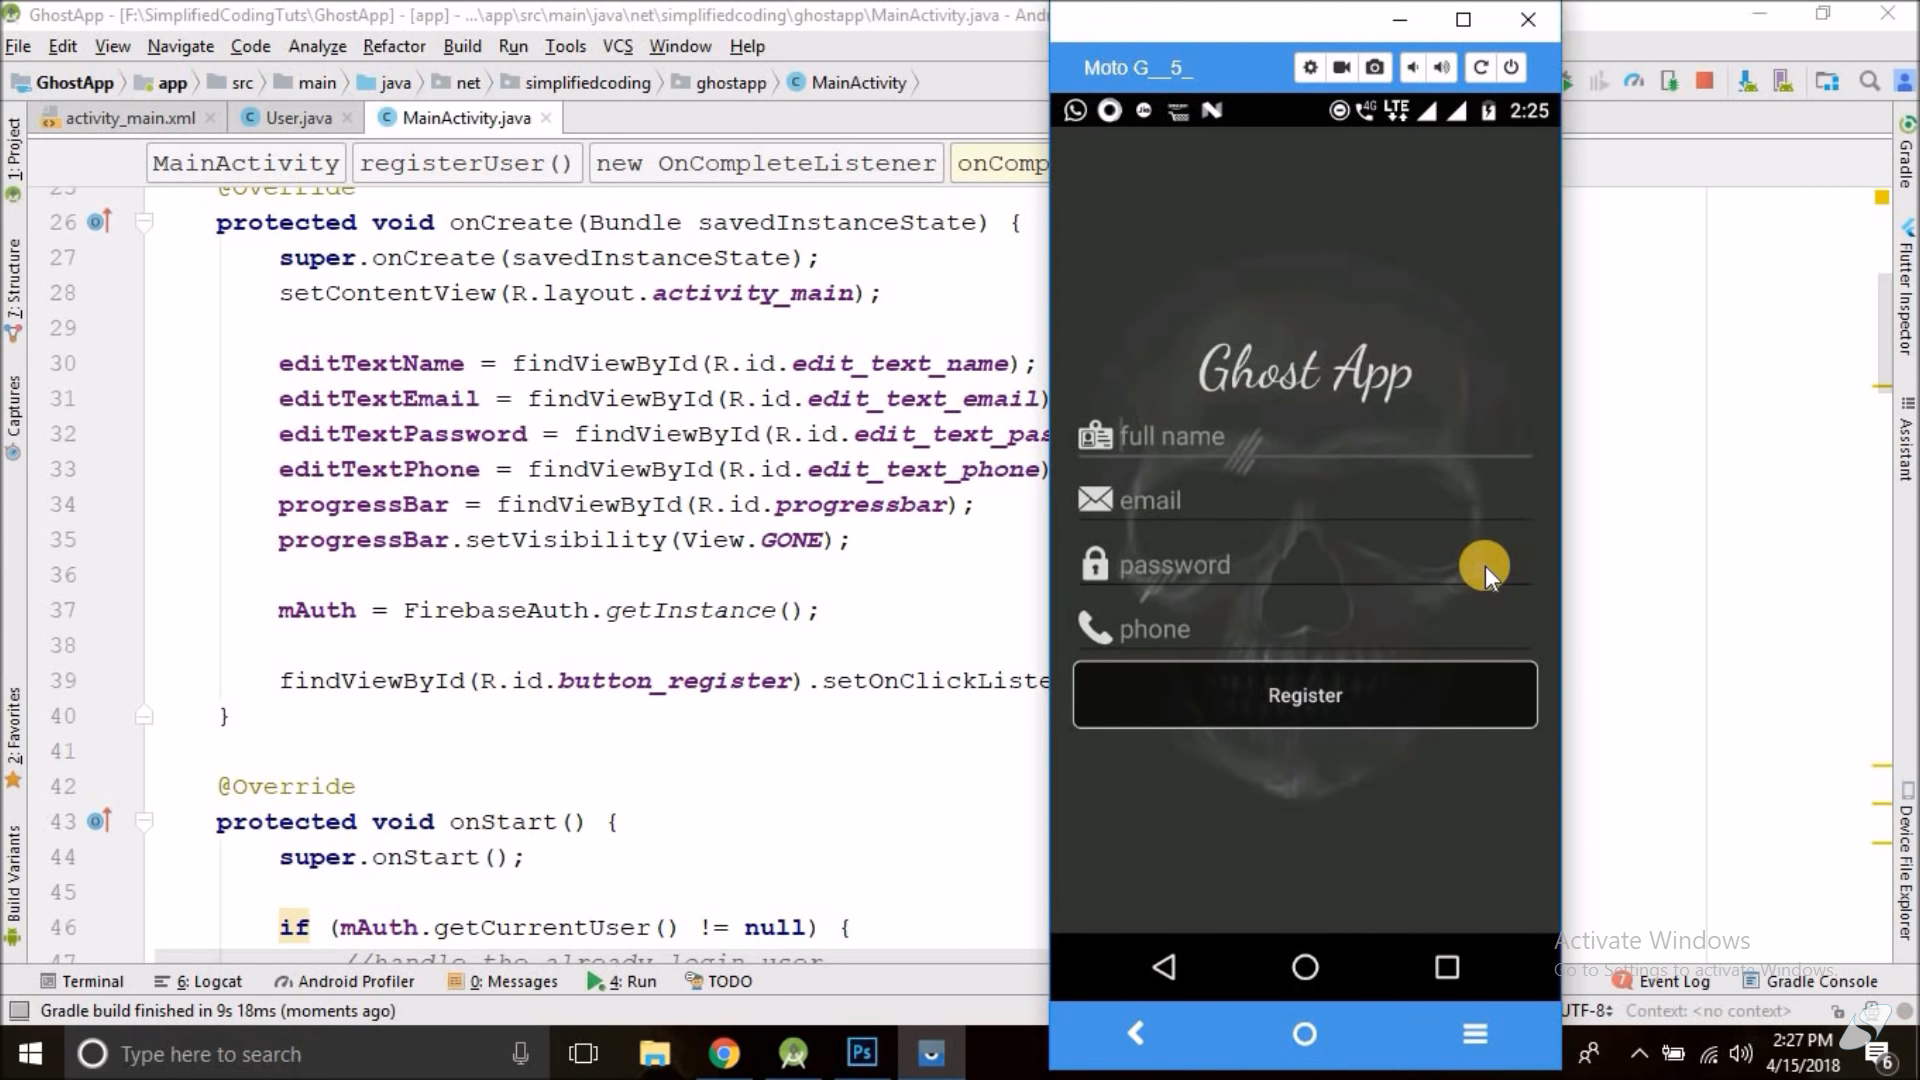 GhostApp - [F:\SimplifiedCodingTuts\GhostApp] - [app] - ...\app\src\main\java\net\simplifiedcoding\ghostapp\MainActivity.java - And
File Edit View Navigate Code Analyze Refactor Build Run Tools VCS Window Help
GhostApp app src main java net simplifiedcoding ghostapp MainActivity
activity_main.xml User.java MainActivity.java
MainActivity registerUser() new OnCompleteListener onComp
25 @Override
26 protected void onCreate(Bundle savedInstanceState) {
27 super.onCreate(savedInstanceState);
28 setContentView(R.layout.activity_main);
29
30 editTextName = findViewById(R.id.edit_text_name);
31 editTextEmail = findViewById(R.id.edit_text_email)
32 editTextPassword = findViewById(R.id.edit_text_pas
33 editTextPhone = findViewById(R.id.edit_text_phone)
34 progressBar = findViewById(R.id.progressbar);
35 progressBar.setVisibility(View.GONE);
36
37 mAuth = FirebaseAuth.getInstance();
38
39 findViewById(R.id.button_register).setOnClickListe
40 }
41
42 @Override
43 protected void onStart() {
44 super.onStart();
45
46 if (mAuth.getCurrentUser() != null) {
47 //handle the already login user
1: Project
7: Structure
Captures
2: Favorites
Build Variants
Moto G__5_
4G LTE 2:25
Ghost App
full name
email
password
phone
Register
Gradle
Flutter Inspector
Assistant
Device File Explorer
Activate Windows
Go to Settings to activate Windows.
Terminal 6: Logcat Android Profiler 0: Messages 4: Run TODO 7 Event Log Gradle Console
Gradle build finished in 9s 18ms (moments ago) UTF-8 Context: <no context>
Type here to search Ps 2:27 PM
4/15/2018 6